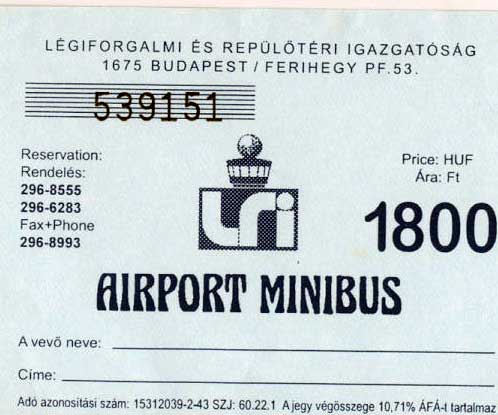 LÉGIFORGALMI ÉS REPÜLŐTÉRI IGAZGATÓSÁG
1675 BUDAPEST / FERIHEGY PF.53.
539151
Reservation:
Rendelés:
296-8555
296-6283
Fax+Phone
296-8993
LRI
Price: HUF
Ára: Ft
1800
AIRPORT MINIBUS
A vevő neve:
Címe:
Adó azonosítási szám: 15312039-2-43 SZJ: 60.22.1 A jegy végösszege 10,71% ÁFÁ-t tartalmaz